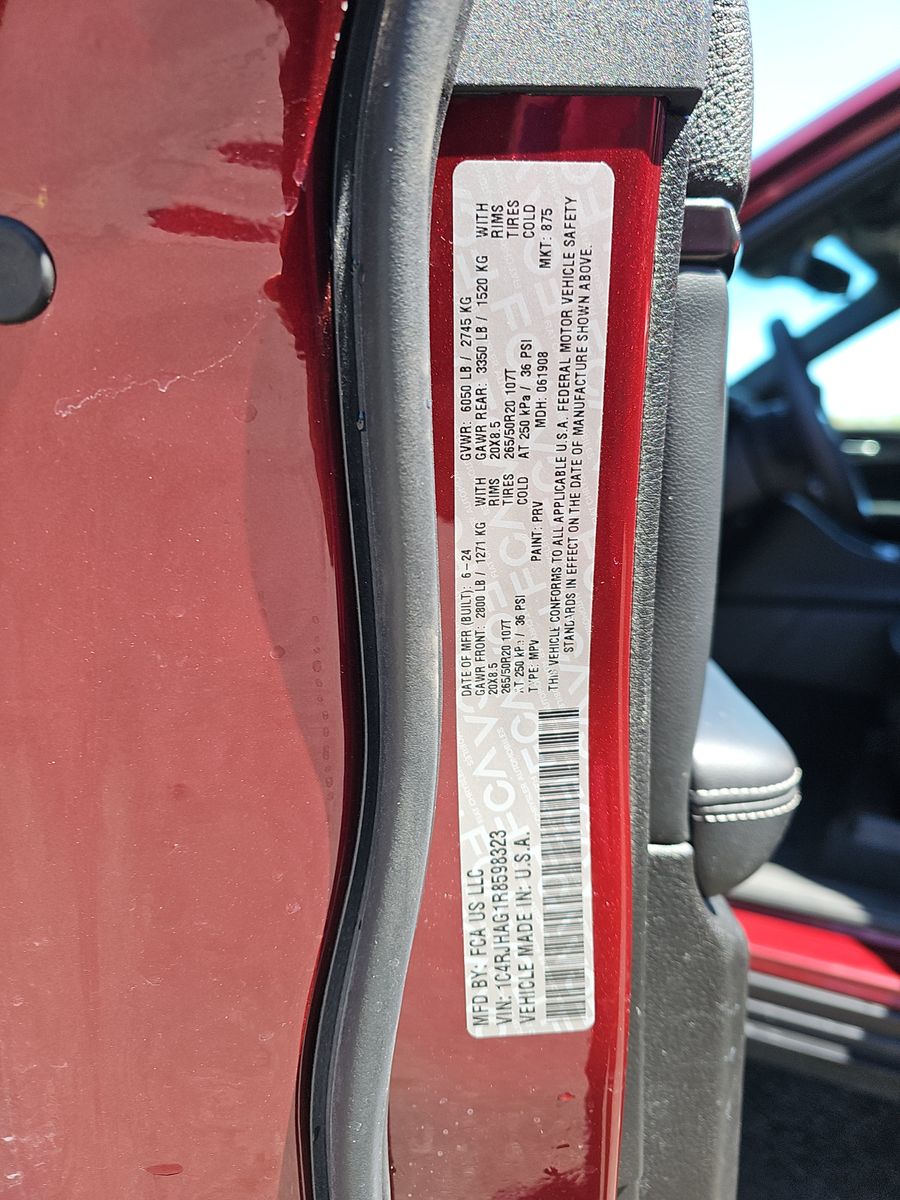 MFD BY: FCA US LLC
VIN: 1C4RJHAG1R8598323
VEHICLE MADE IN: U.S.A.
DATE OF MFR (BUILT): 6-24 GVWR: 6050 LB / 2745 KG
GAWR FRONT: 2800 LB / 1271 KG WITH GAWR REAR: 3350 LB / 1520 KG WITH
20X8.5 RIMS 20X8.5 RIMS
265/50R20 107T TIRES 265/50R20 107T TIRES
AT 250 kPa / 36 PSI COLD AT 250 kPa / 36 PSI COLD
TYPE: MPV PAINT: PRV MDH: 061908 MKT: 875
THIS VEHICLE CONFORMS TO ALL APPLICABLE U.S.A. FEDERAL MOTOR VEHICLE SAFETY
STANDARDS IN EFFECT ON THE DATE OF MANUFACTURE SHOWN ABOVE.